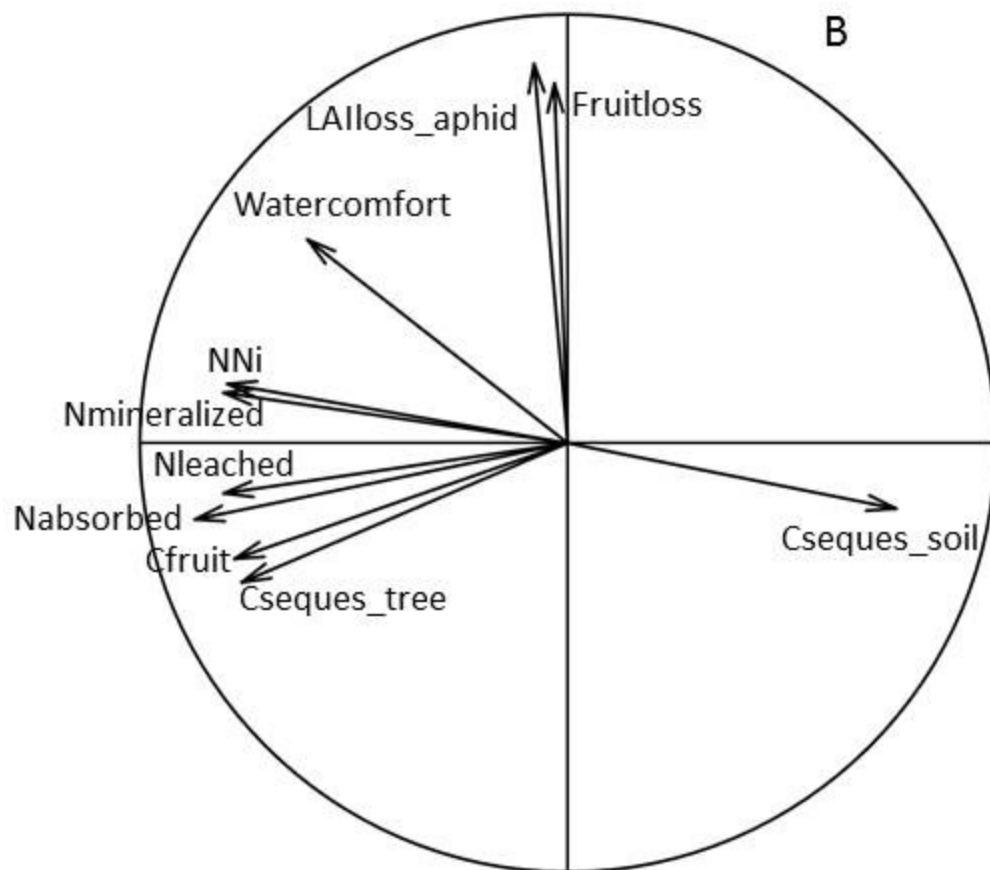 B
Fruitloss
LAIloss_aphid
Watercomfort
NNi
Nmineralized
Nleached
Nabsorbed
Cfruit
Cseques_soil
Cseques_tree